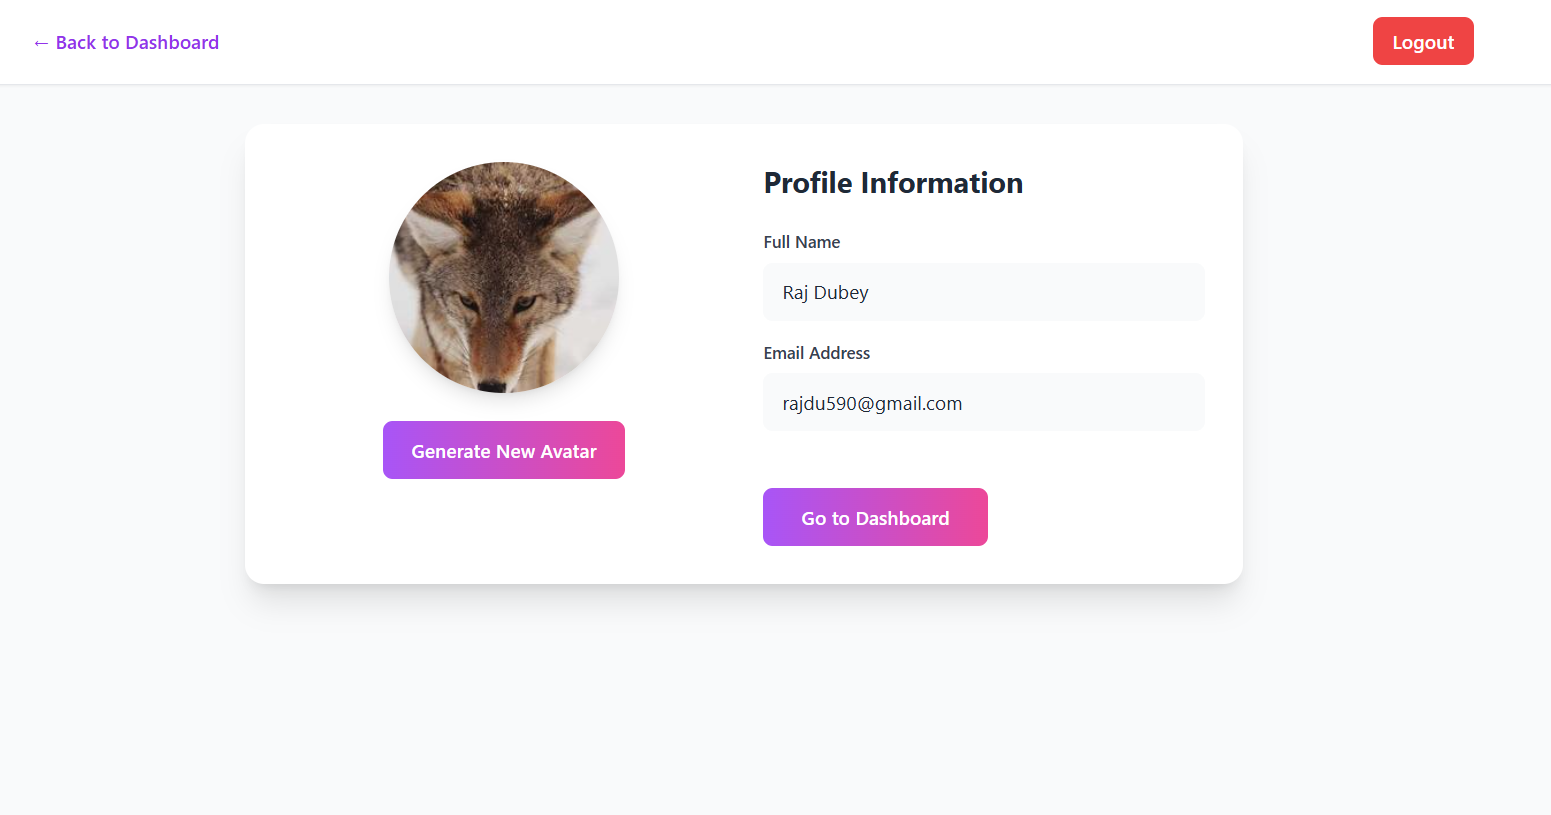 ← Back to Dashboard
Logout
Generate New Avatar
Profile Information
Full Name
Raj Dubey
Email Address
rajdu590@gmail.com
Go to Dashboard